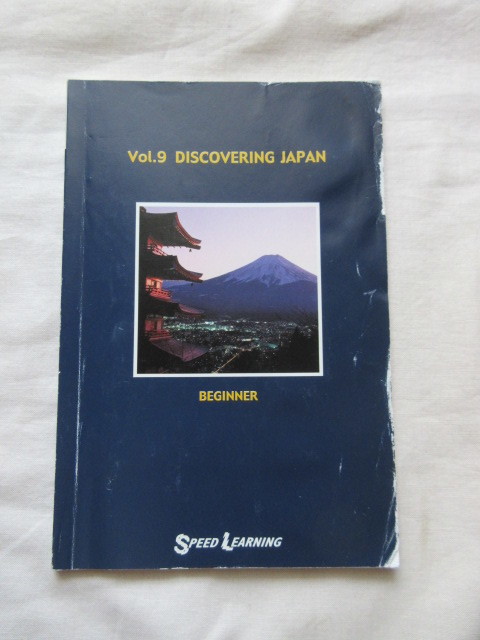 Vol.9 DISCOVERING JAPAN
BEGINNER
SPEED LEARNING